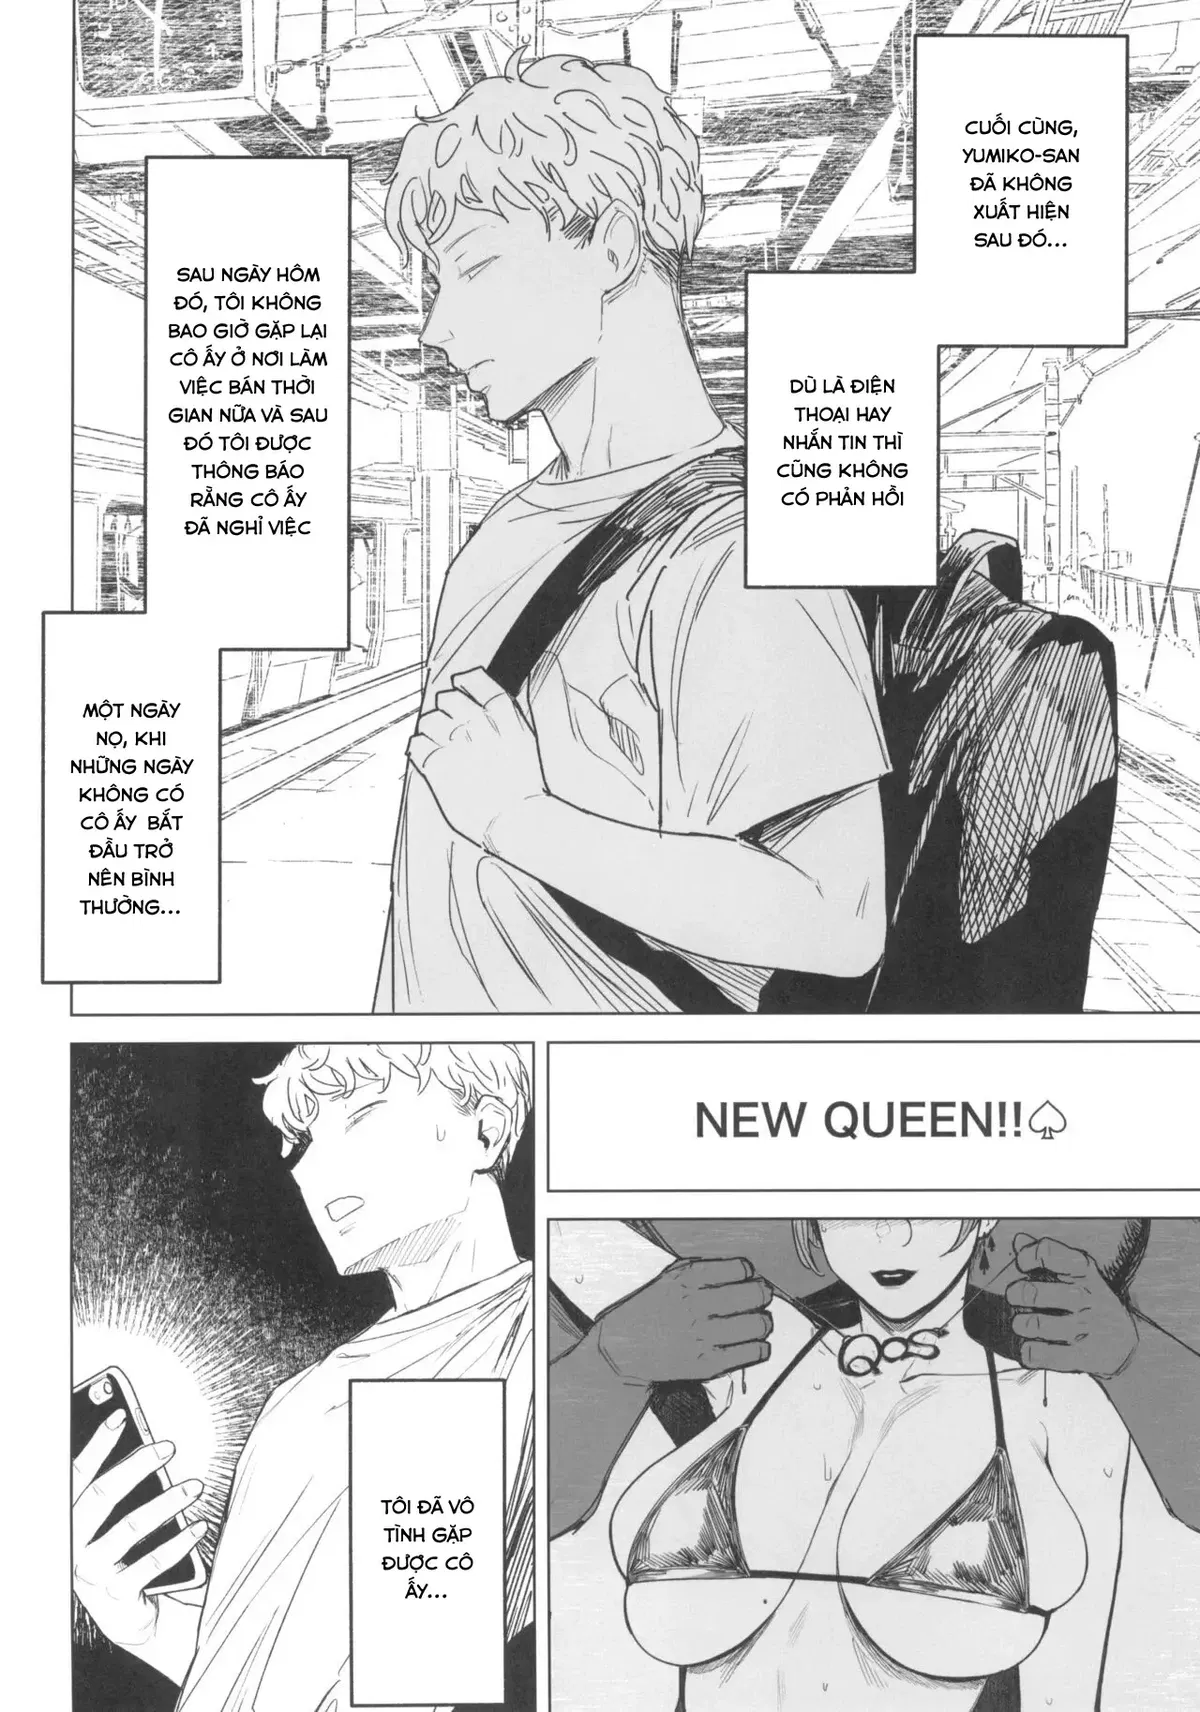 CUỐI CÙNG,
YUMIKO-SAN
ĐÃ KHÔNG
XUẤT HIỆN
SAU ĐÓ...
DÙ LÀ ĐIỆN
THOẠI HAY
NHẮN TIN THÌ
CŨNG KHÔNG
CÓ PHẢN HỒI
SAU NGÀY HÔM
ĐÓ, TÔI KHÔNG
BAO GIỜ GẶP LẠI
CÔ ẤY Ở NƠI LÀM
VIỆC BÁN THỜI
GIAN NỮA VÀ SAU
ĐÓ TÔI ĐƯỢC
THÔNG BÁO
RẰNG CÔ ẤY
ĐÃ NGHỈ VIỆC
MỘT NGÀY
NỌ, KHI
NHỮNG NGÀY
KHÔNG CÓ
CÔ ẤY BẮT
ĐẦU TRỞ
NÊN BÌNH
THƯỜNG...
NEW QUEEN!!♤
QoS
TÔI ĐÃ VÔ
TÌNH GẶP
ĐƯỢC CÔ
ẤY...